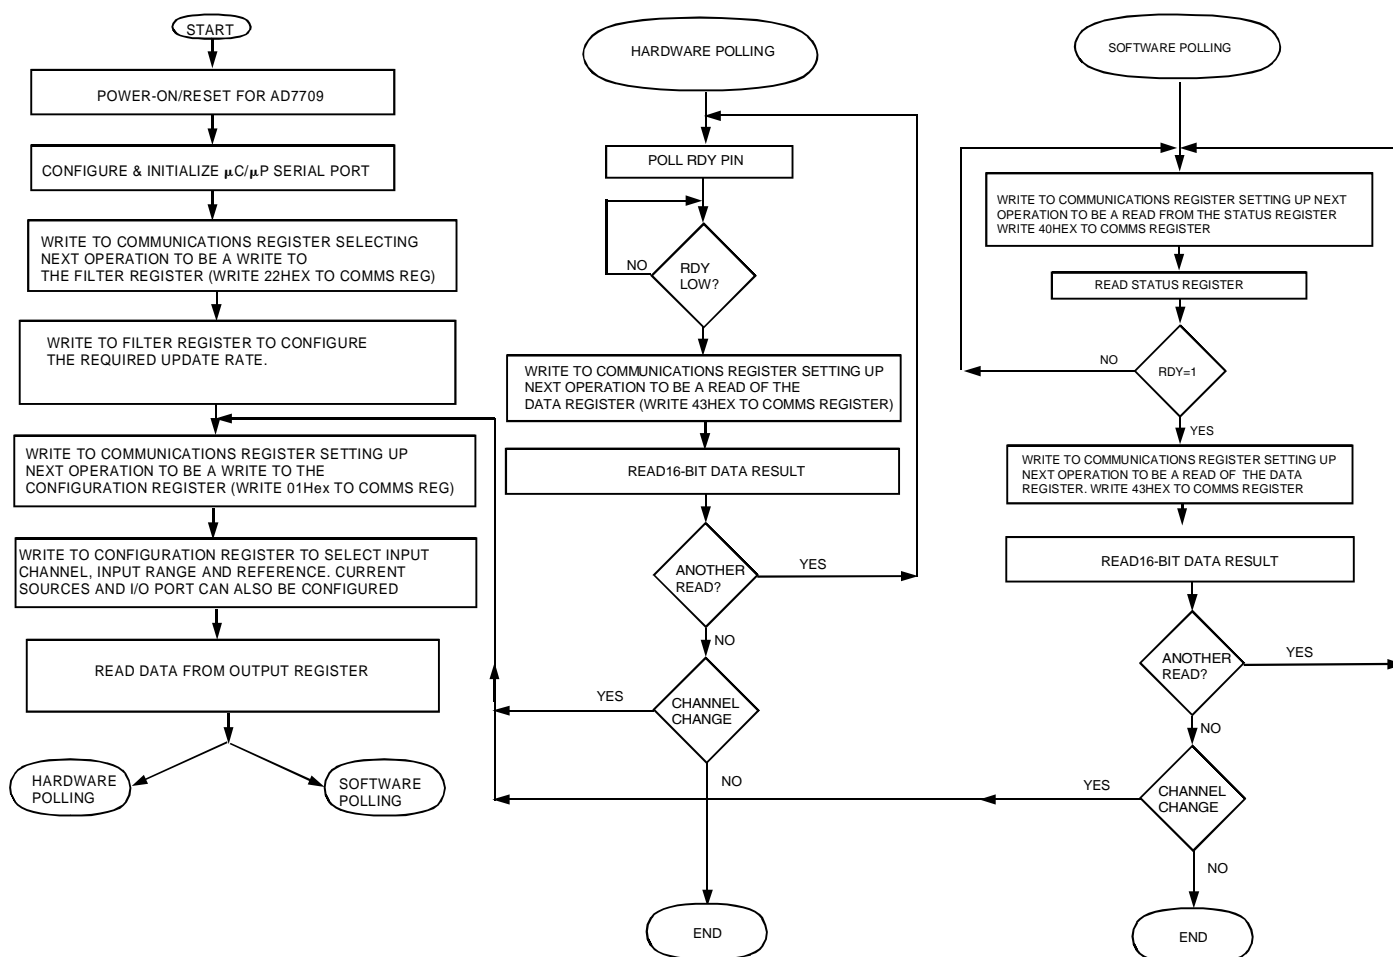 START
POWER-ON/RESET FOR AD7709
CONFIGURE & INITIALIZE μC/μP SERIAL PORT
WRITE TO COMMUNICATIONS REGISTER SELECTING
NEXT OPERATION TO BE A WRITE TO
THE FILTER REGISTER (WRITE 22HEX TO COMMS REG)
WRITE TO FILTER REGISTER TO CONFIGURE
THE REQUIRED UPDATE RATE.
WRITE TO COMMUNICATIONS REGISTER SETTING UP
NEXT OPERATION TO BE A WRITE TO THE
CONFIGURATION REGISTER (WRITE 01Hex TO COMMS REG)
WRITE TO CONFIGURATION REGISTER TO SELECT INPUT
CHANNEL, INPUT RANGE AND REFERENCE. CURRENT
SOURCES AND I/O PORT CAN ALSO BE CONFIGURED
READ DATA FROM OUTPUT REGISTER
HARDWARE
POLLING
SOFTWARE
POLLING
HARDWARE POLLING
POLL RDY PIN
NO
RDY
LOW?
WRITE TO COMMUNICATIONS REGISTER SETTING UP
NEXT OPERATION TO BE A READ OF THE
DATA REGISTER (WRITE 43HEX TO COMMS REGISTER)
READ16-BIT DATA RESULT
ANOTHER
READ?
YES
NO
YES
CHANNEL
CHANGE
NO
END
SOFTWARE POLLING
WRITE TO COMMUNICATIONS REGISTER SETTING UP NEXT
OPERATION TO BE A READ FROM THE STATUS REGISTER
WRITE 40HEX TO COMMS REGISTER
READ STATUS REGISTER
NO
RDY=1
YES
WRITE TO COMMUNICATIONS REGISTER SETTING UP
NEXT OPERATION TO BE A READ OF THE DATA
REGISTER. WRITE 43HEX TO COMMS REGISTER
READ16-BIT DATA RESULT
ANOTHER
READ?
YES
NO
YES
CHANNEL
CHANGE
NO
END